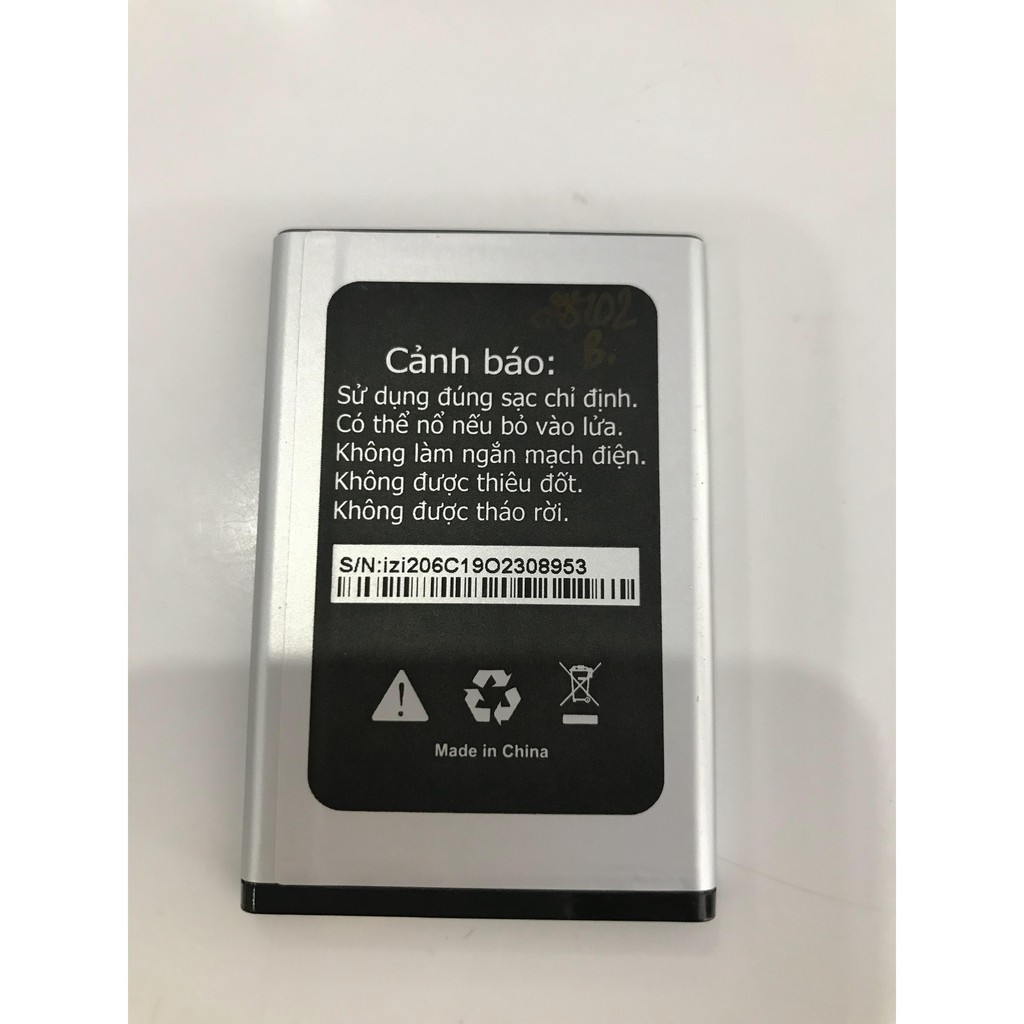 Cảnh báo:
Sử dụng đúng sạc chỉ định.
Có thể nổ nếu bỏ vào lửa.
Không làm ngắn mạch điện.
Không được thiêu đốt.
Không được tháo rời.
S/N:izi206C19O2308953
Made in China